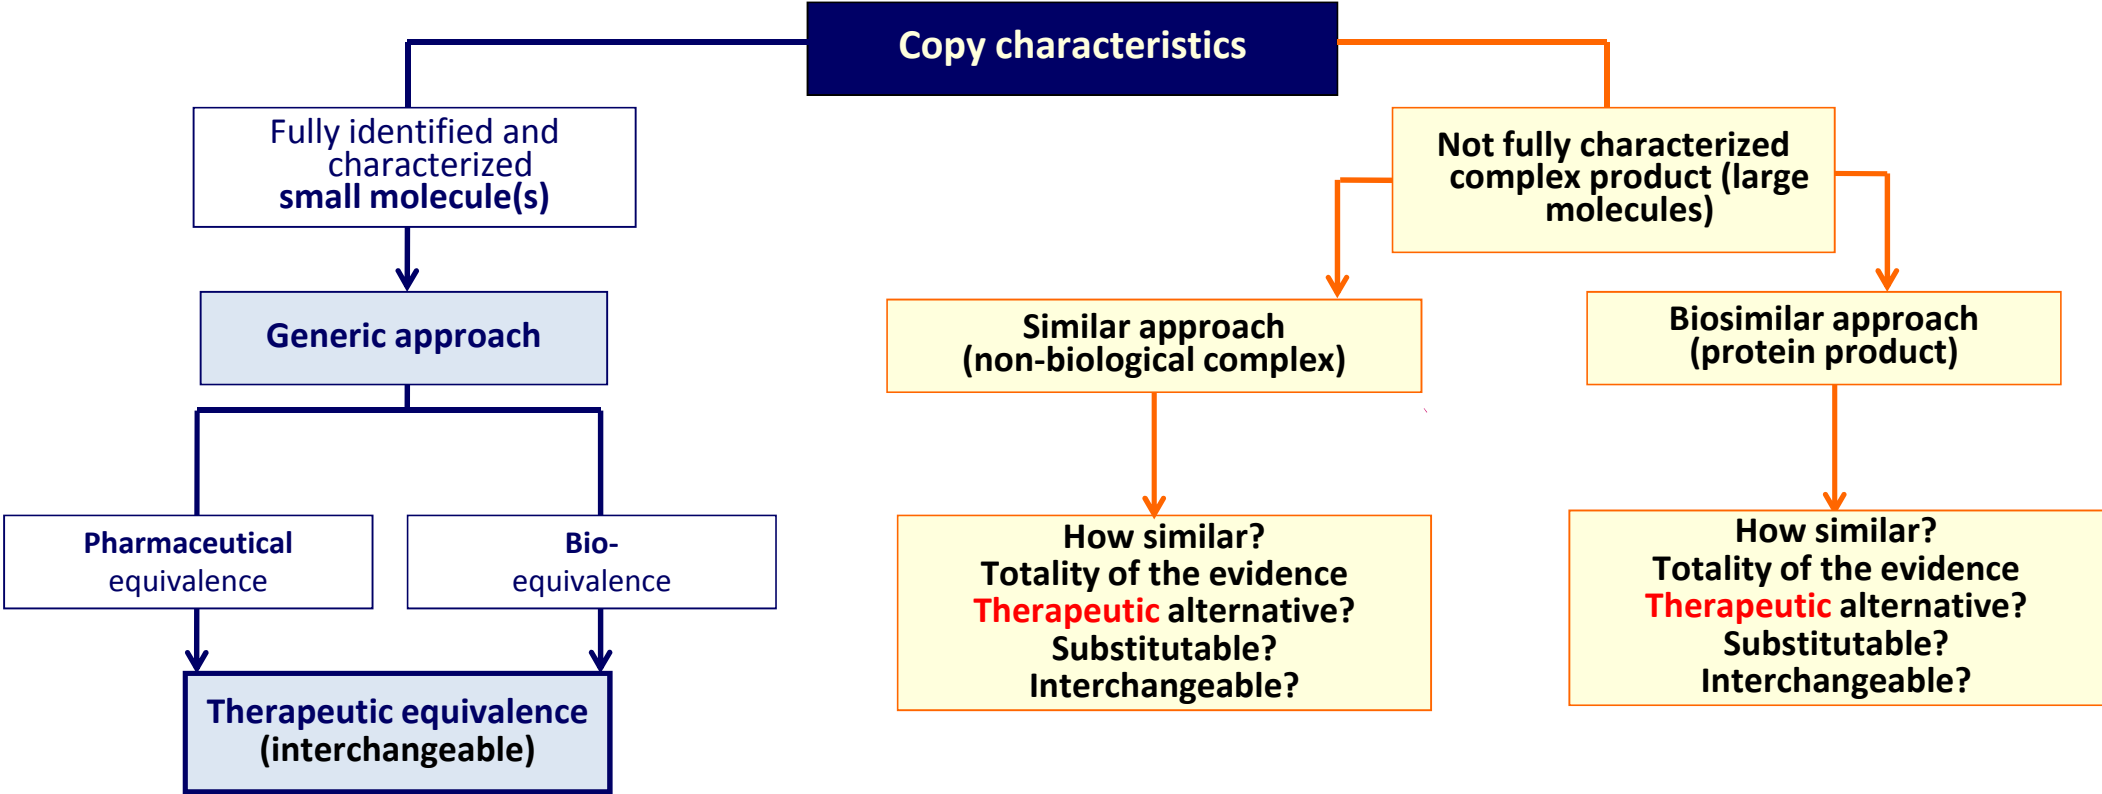 Copy characteristics
Fully identified and
characterized
small molecule(s)
Not fully characterized
complex product (large
molecules)
Generic approach
Similar approach
(non-biological complex)
Biosimilar approach
(protein product)
Pharmaceutical
equivalence
Bio-
equivalence
How similar?
Totality of the evidence
Therapeutic alternative?
Substitutable?
Interchangeable?
How similar?
Totality of the evidence
Therapeutic alternative?
Substitutable?
Interchangeable?
Therapeutic equivalence
(interchangeable)